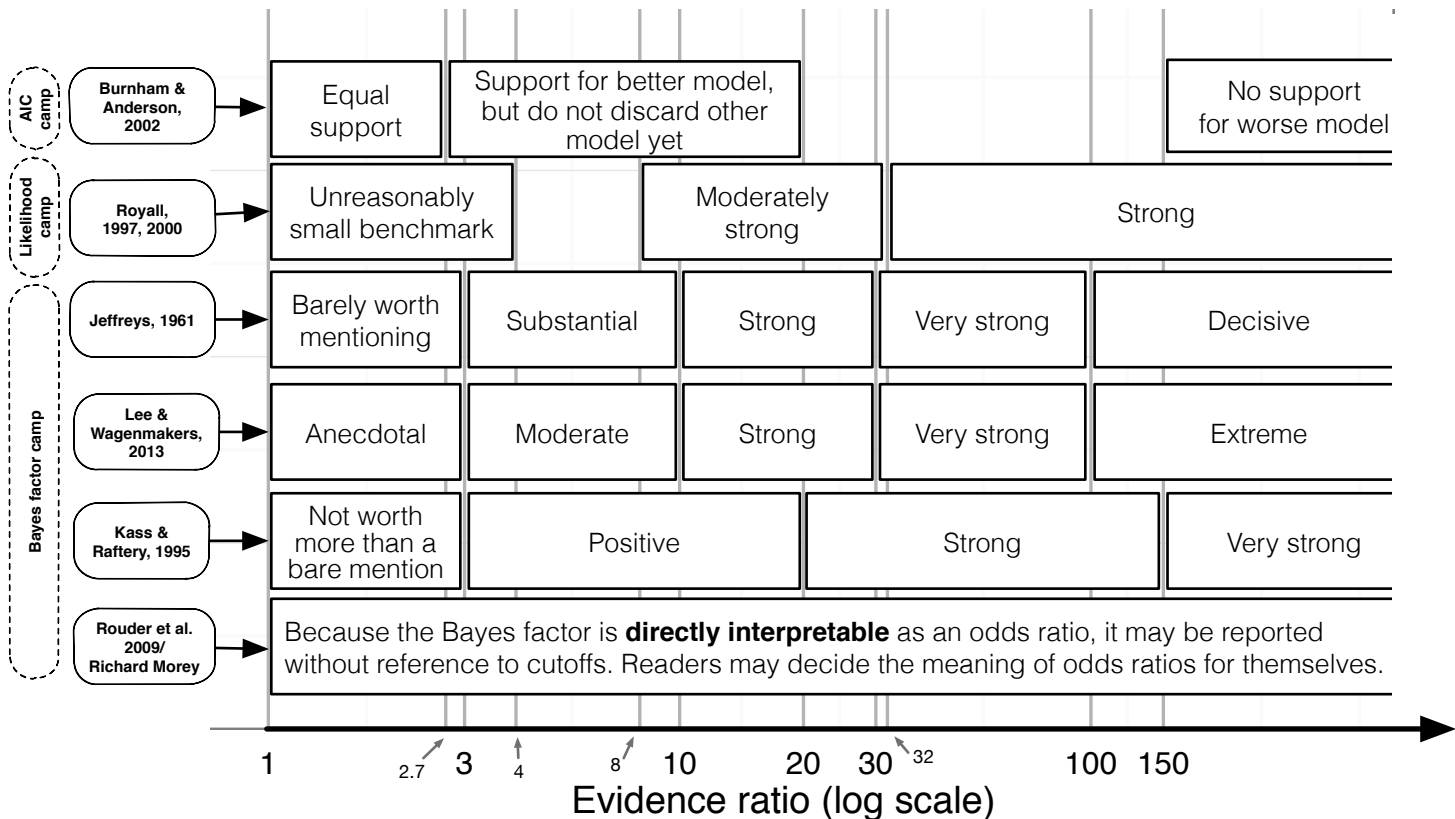 AIC
camp
Burnham &
Anderson,
2002
Equal
support
Support for better model,
but do not discard other
model yet
No support
for worse model
Likelihood
camp
Royall,
1997, 2000
Unreasonably
small benchmark
Moderately
strong
Strong
Bayes factor camp
Jeffreys, 1961
Barely worth
mentioning
Substantial
Strong
Very strong
Decisive
Lee &
Wagenmakers,
2013
Anecdotal
Moderate
Strong
Very strong
Extreme
Kass &
Raftery, 1995
Not worth
more than a
bare mention
Positive
Strong
Very strong
Rouder et al.
2009/
Richard Morey
Because the Bayes factor is directly interpretable as an odds ratio, it may be reported
without reference to cutoffs. Readers may decide the meaning of odds ratios for themselves.
1
2.7
3
4
8
10
20
30
32
100
150
Evidence ratio (log scale)